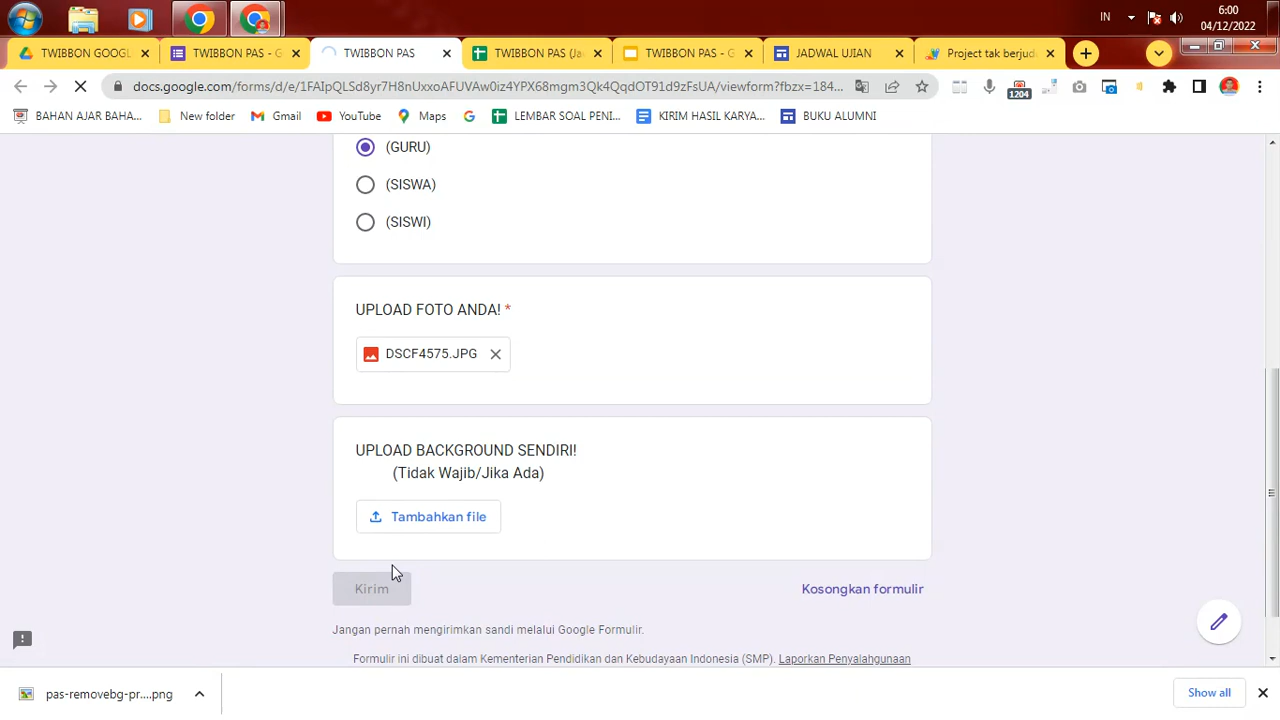 IN
6:00
04/12/2022
TWIBBON GOOGL
TWIBBON PAS - G
TWIBBON PAS
TWIBBON PAS (Ja
TWIBBON PAS - G
JADWAL UJIAN
Project tak berjudu
docs.google.com/forms/d/e/1FAIpQLSd8yr7H8nUxxoAFUVAw0iz4YPX68mgm3Qk4QqdOT91d9zFsUA/viewform?fbzx=184...
1204
BAHAN AJAR BAHA...
New folder
Gmail
YouTube
Maps
LEMBAR SOAL PENI...
KIRIM HASIL KARYA...
BUKU ALUMNI
(GURU)
(SISWA)
(SISWI)
UPLOAD FOTO ANDA! *
DSCF4575.JPG
UPLOAD BACKGROUND SENDIRI!
(Tidak Wajib/Jika Ada)
Tambahkan file
Kirim
Kosongkan formulir
Jangan pernah mengirimkan sandi melalui Google Formulir.
Formulir ini dibuat dalam Kementerian Pendidikan dan Kebudayaan Indonesia (SMP). Laporkan Penyalahgunaan
pas-removebg-pr....png
Show all